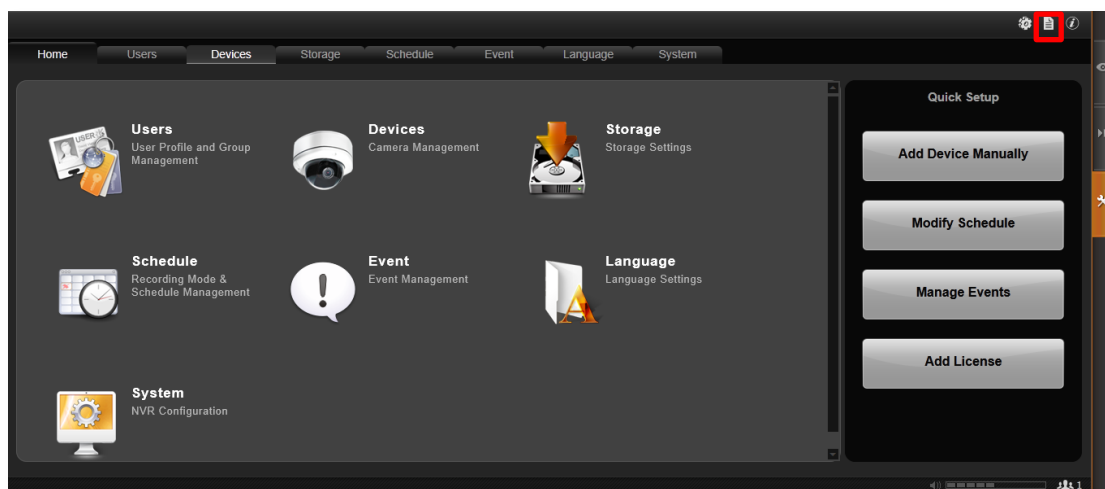 Home Users Devices Storage Schedule Event Language System
Users
User Profile and Group
Management
Devices
Camera Management
Storage
Storage Settings
Schedule
Recording Mode &
Schedule Management
Event
Event Management
Language
Language Settings
System
NVR Configuration
Quick Setup
Add Device Manually
Modify Schedule
Manage Events
Add License
1